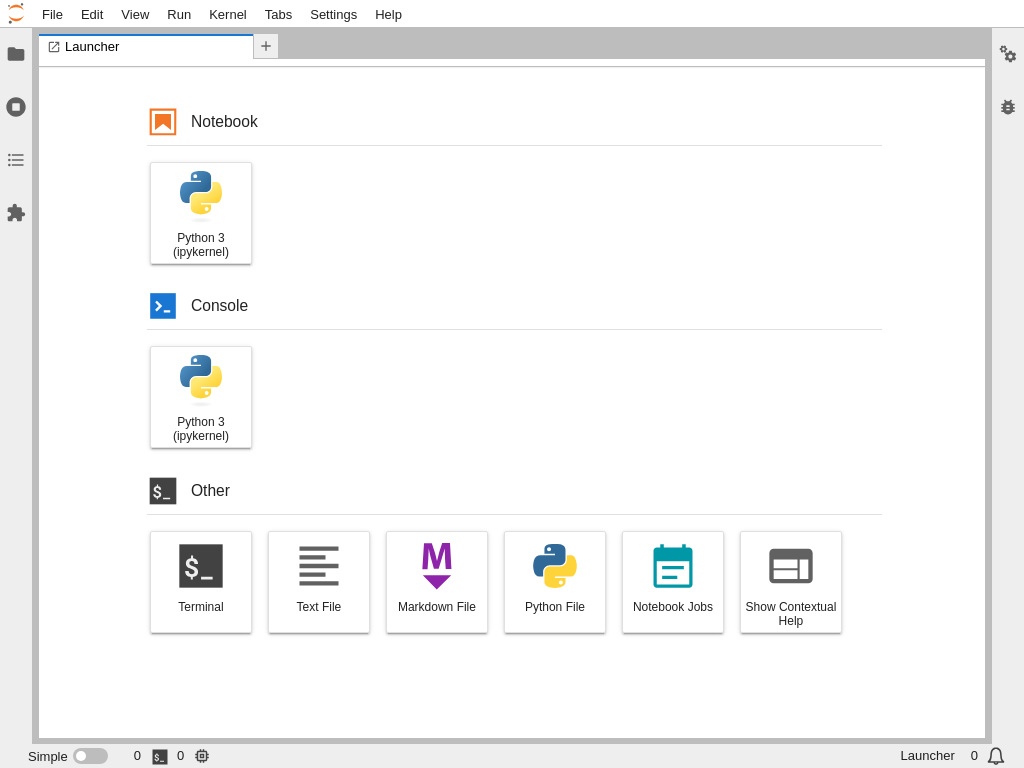 File Edit View Run Kernel Tabs Settings Help
Launcher
Notebook
Python 3
(ipykernel)
Console
Python 3
(ipykernel)
$_ Other
$_
M
Terminal
Text File
Markdown File
Python File
Notebook Jobs
Show Contextual
Help
Simple 0 $_ 0 Launcher 0